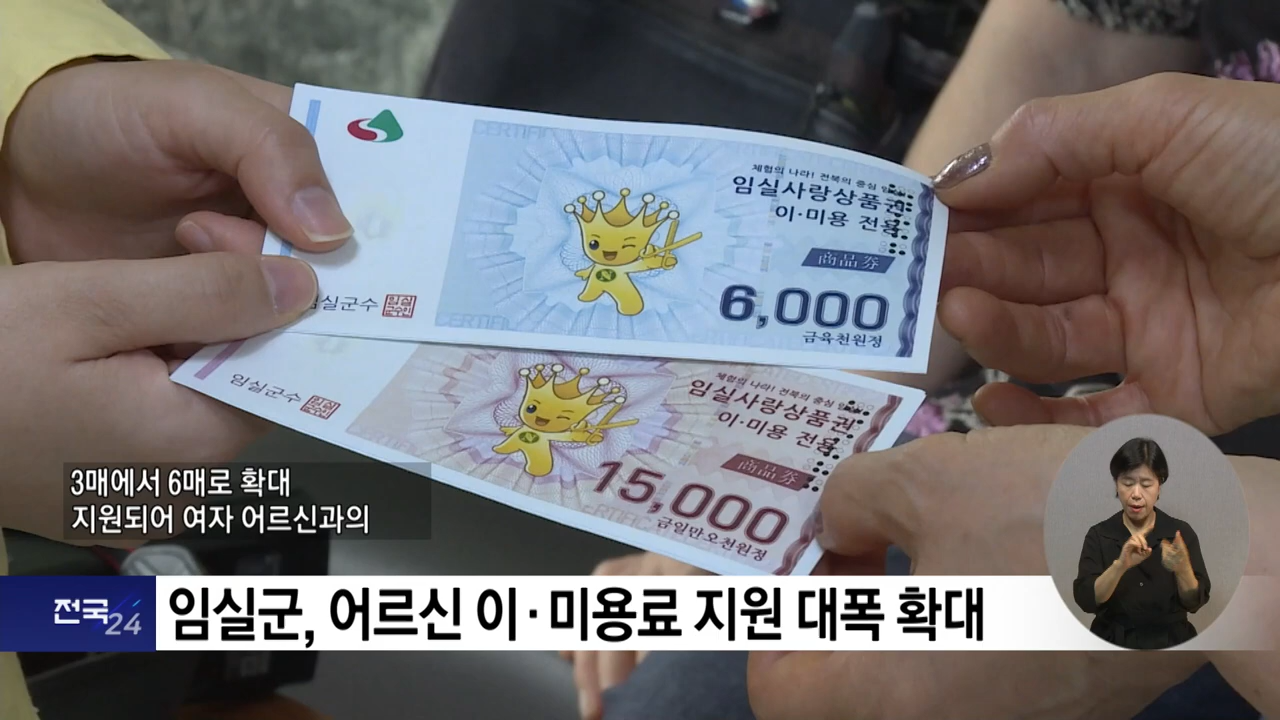 CERTIFI
체험의 나라! 전북의 중심
임실사랑상품권
이·미용 전용
商品券
6,000
금육천원정
임실군수
CERTIFI
체험의 나라! 전북의 중심
임실사랑상품권
이·미용 전용
商品券
15,000
금일만오천원정
임실군수
3매에서 6매로 확대
지원되어 여자 어르신과의
전국24
임실군, 어르신 이·미용료 지원 대폭 확대